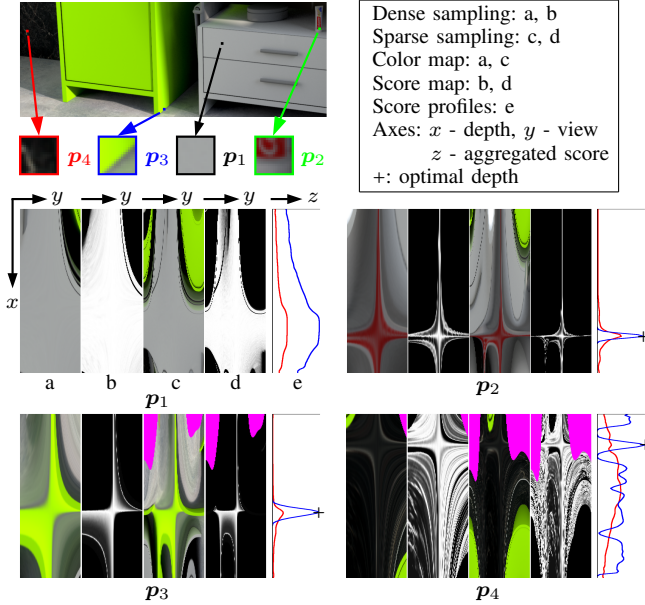 Dense sampling: a, b
Sparse sampling: c, d
Color map: a, c
Score map: b, d
Score profiles: e
Axes: x - depth, y - view
z - aggregated score
+: optimal depth
p4 p3 p1 p2
y y y y z
x
a b c d e
p1
p2
p3
p4